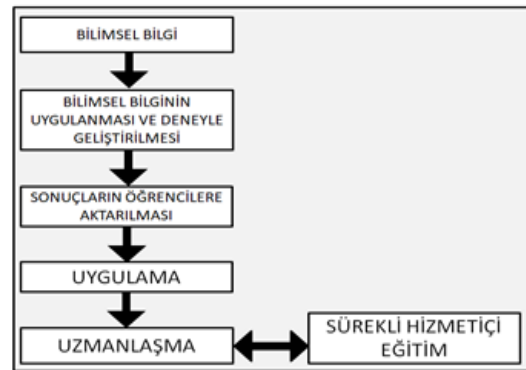 BİLİMSEL BİLGİ
BİLİMSEL BİLGİNİN
UYGULANMASI VE DENEYLE
GELİŞTİRİLMESİ
SONUÇLARIN ÖĞRENCİLERE
AKTARILMASI
UYGULAMA
UZMANLAŞMA
SÜREKLİ HİZMETİÇİ
EĞİTİM